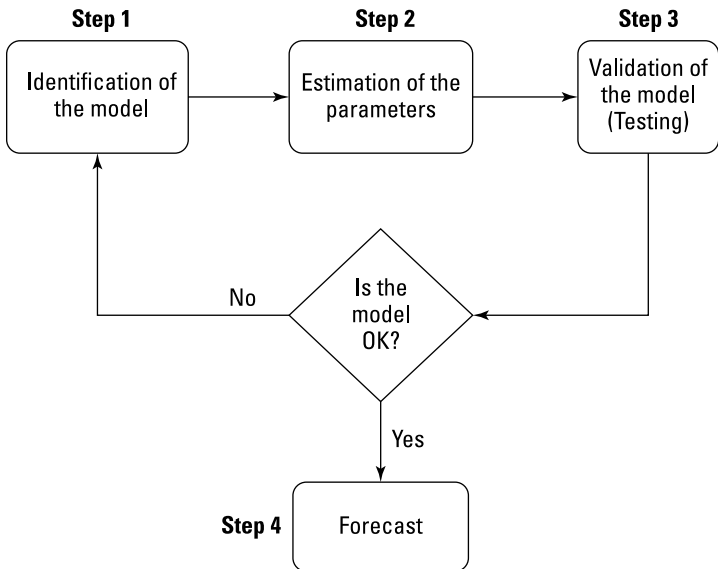 Step 1
Step 2
Step 3
Identification of
the model
Estimation of the
parameters
Validation of
the model
(Testing)
No
Is the
model
OK?
Yes
Step 4
Forecast